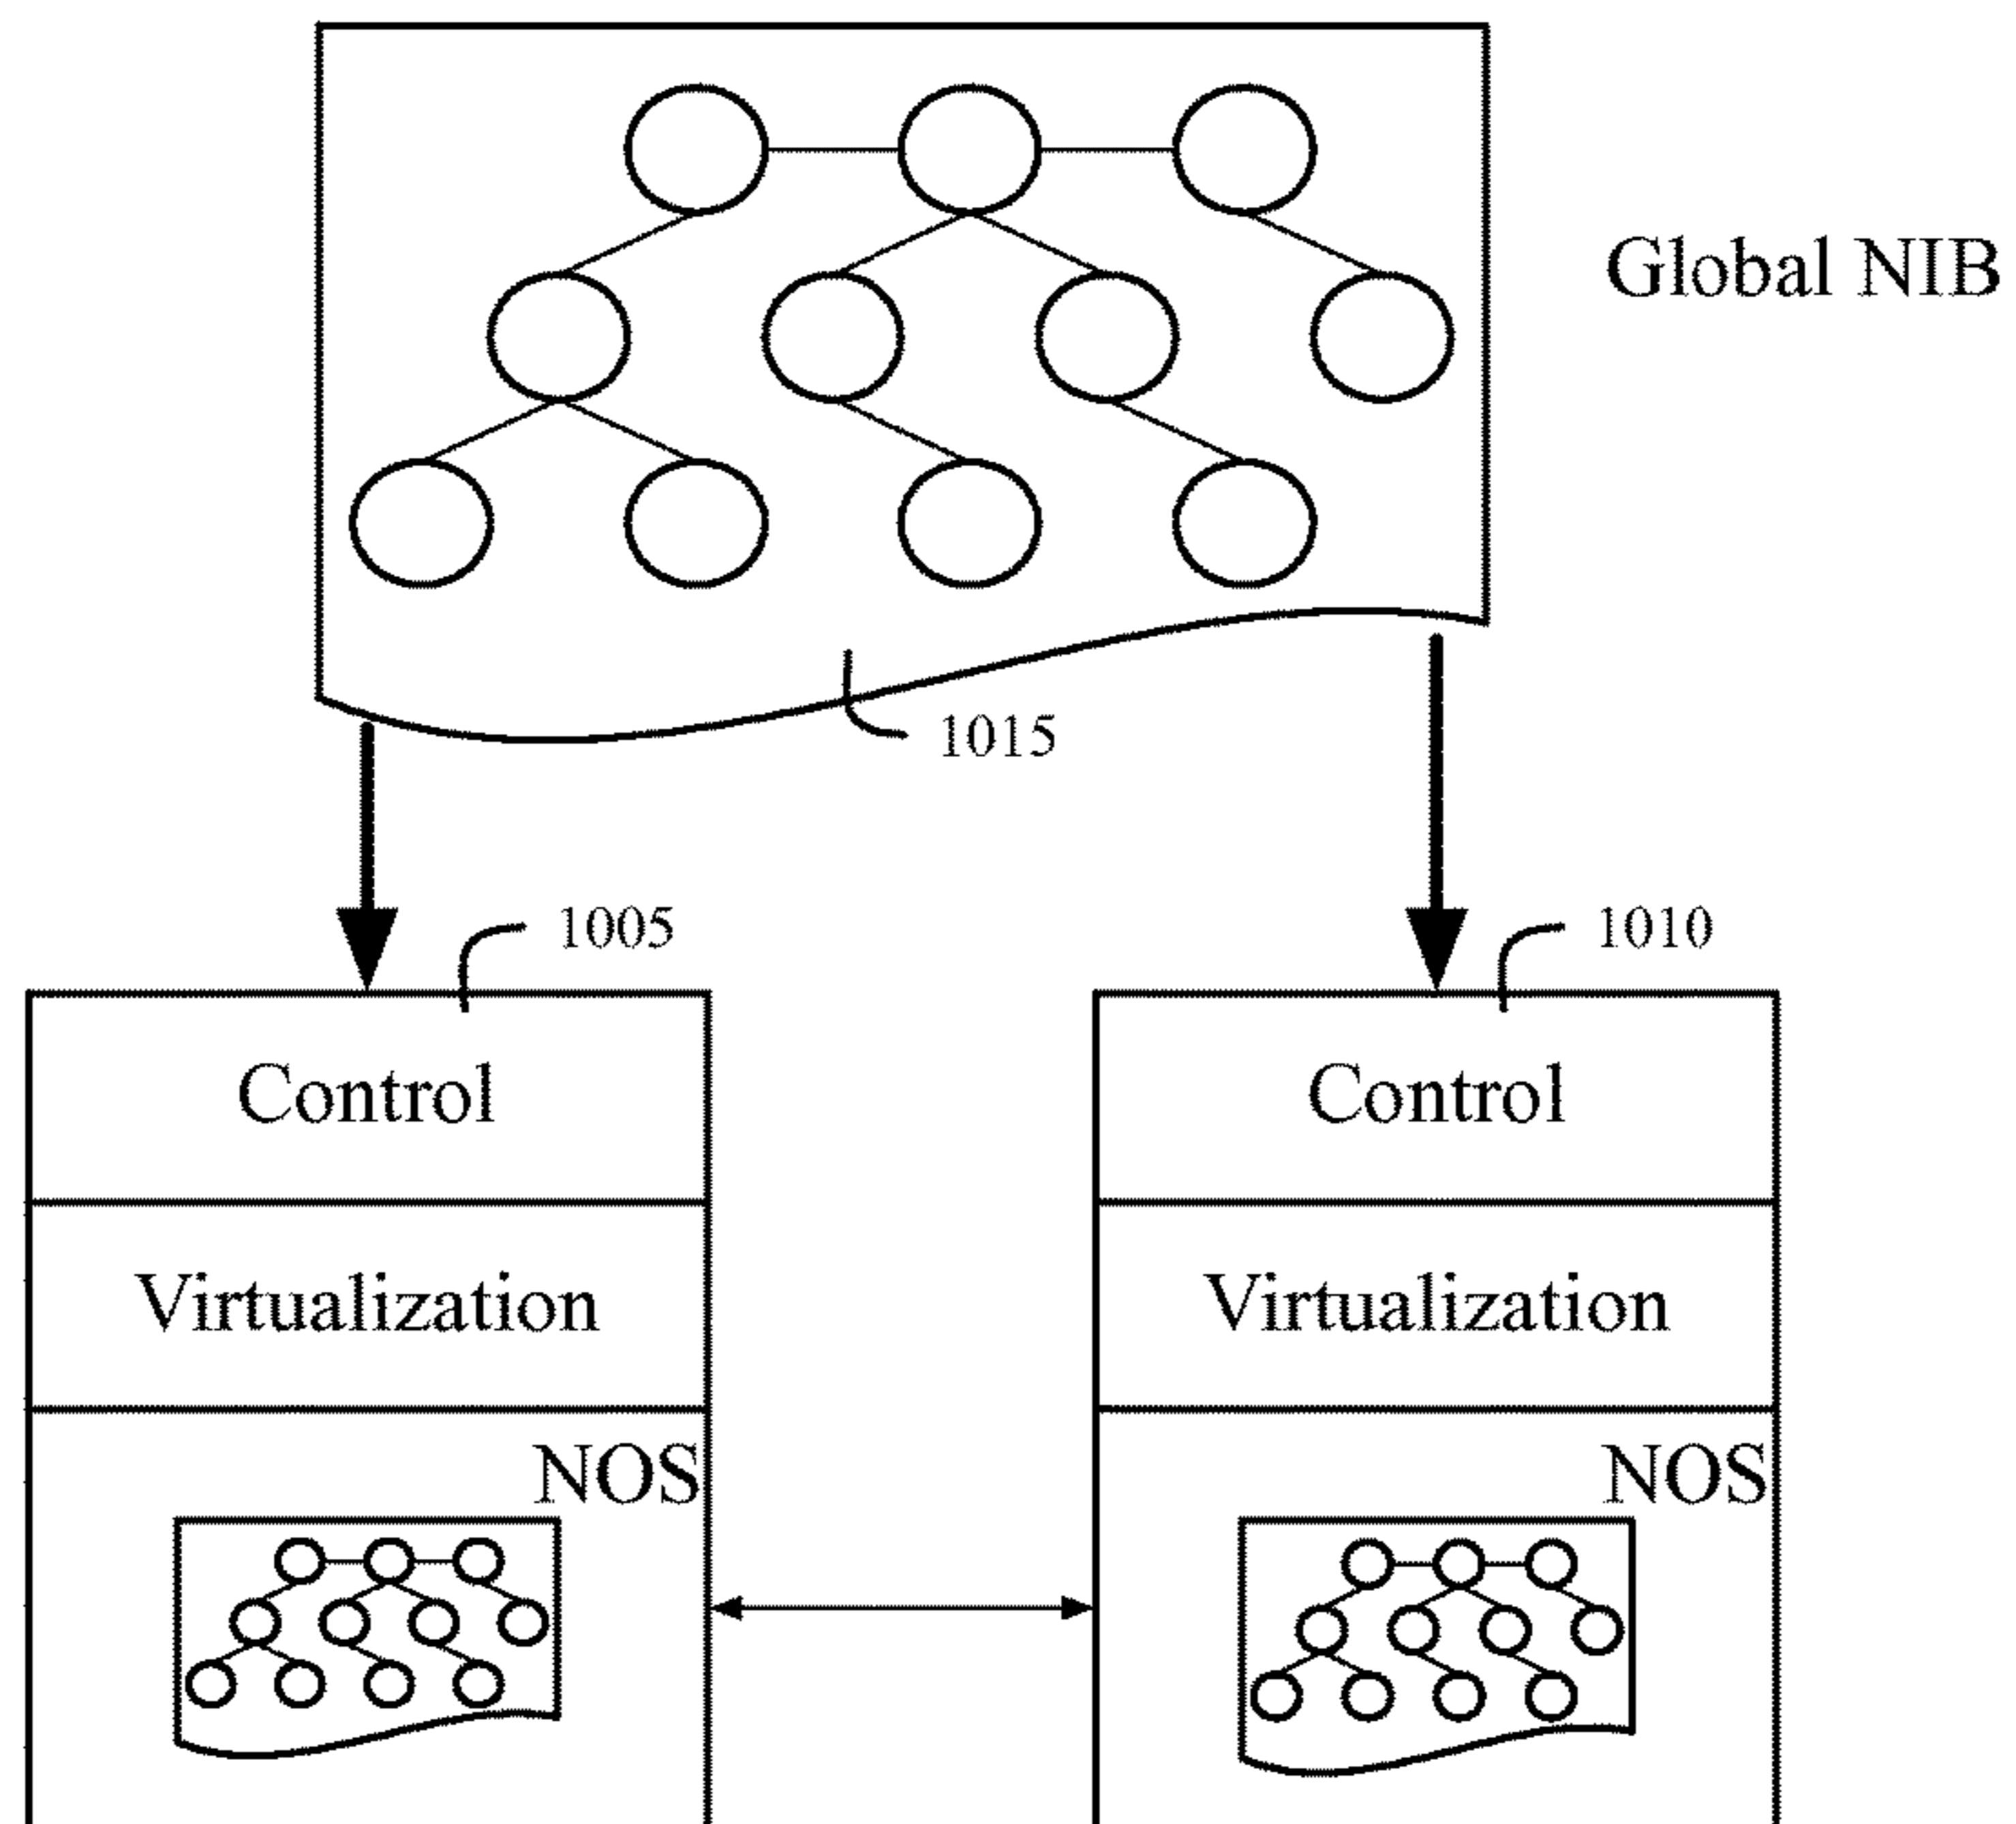 Global NIB
1015
1005
1010
Control
Control
Virtualization
Virtualization
NOS
NOS